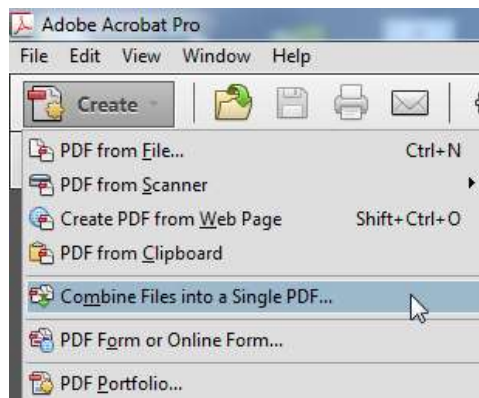 Adobe Acrobat Pro
File Edit View Window Help
Create
PDF from File... Ctrl+N
PDF from Scanner
Create PDF from Web Page Shift+Ctrl+O
PDF from Clipboard
Combine Files into a Single PDF...
PDF Form or Online Form...
PDF Portfolio...